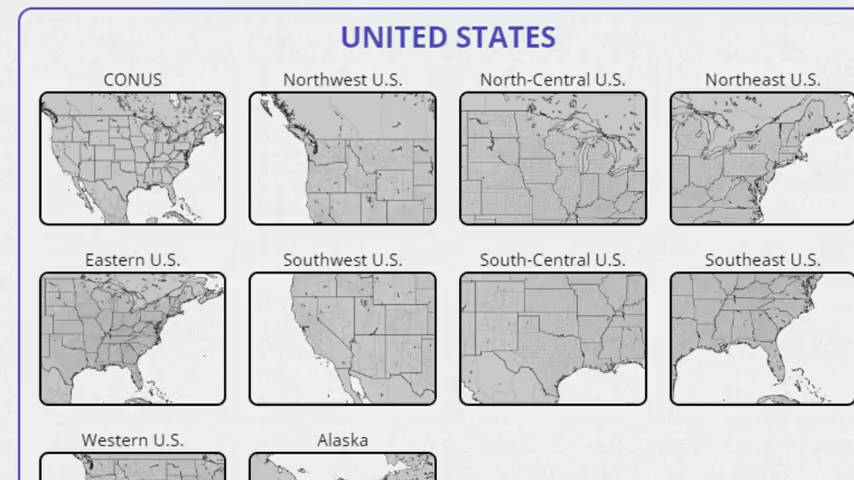 UNITED STATES
CONUS
Northwest U.S.
North-Central U.S.
Northeast U.S.
Eastern U.S.
Southwest U.S.
South-Central U.S.
Southeast U.S.
Western U.S.
Alaska